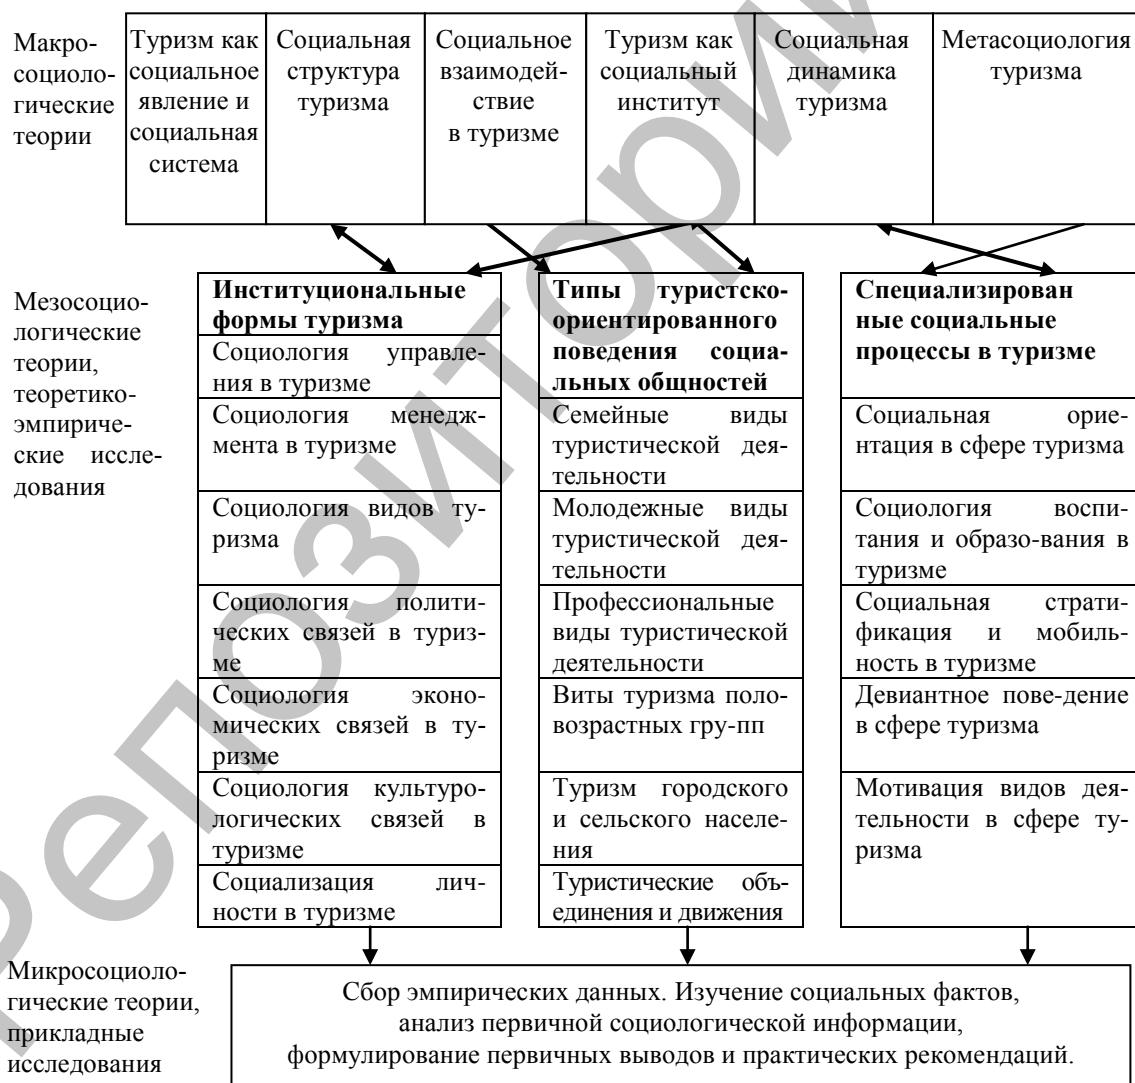 Макро-
социоло-
гические
теории
Туризм как
социальное
явление и
социальная
система
Социальная
структура
туризма
Социальное
взаимодей-
ствие
в туризме
Туризм как
социальный
институт
Социальная
динамика
туризма
Метасоциология
туризма
Мезосоцио-
логические
теории,
теоретико-
эмпириче-
ские иссле-
дования
Институциональные
формы туризма
Социология управле-
ния в туризме
Социология менедж-
мента в туризме
Социология видов ту-
ризма
Социология полити-
ческих связей в туриз-
ме
Социология эконо-
мических связей в ту-
ризме
Социология культуро-
логических связей в
туризме
Социализация лич-
ности в туризме
Типы туристско-
ориентированного
поведения социа-
льных общностей
Семейные виды
туристической дея-
тельности
Молодежные виды
туристической дея-
тельности
Профессиональные
виды туристической
деятельности
Виты туризма поло-
возрастных гру-пп
Туризм городского
и сельского населе-
ния
Туристические объ-
единения и движения
Специализирован
ные социальные
процессы в туризме
Социальная орие-
нтация в сфере туризма
Социология воспи-
тания и образо-вания в
туризме
Социальная страти-
фикация и мобиль-
ность в туризме
Девиантное пове-дение
в сфере туризма
Мотивация видов дея-
тельности в сфере ту-
ризма
Микросоциоло-
гические теории,
прикладные
исследования
Сбор эмпирических данных. Изучение социальных фактов,
анализ первичной социологической информации,
формулирование первичных выводов и практических рекомендаций.
Репозитори